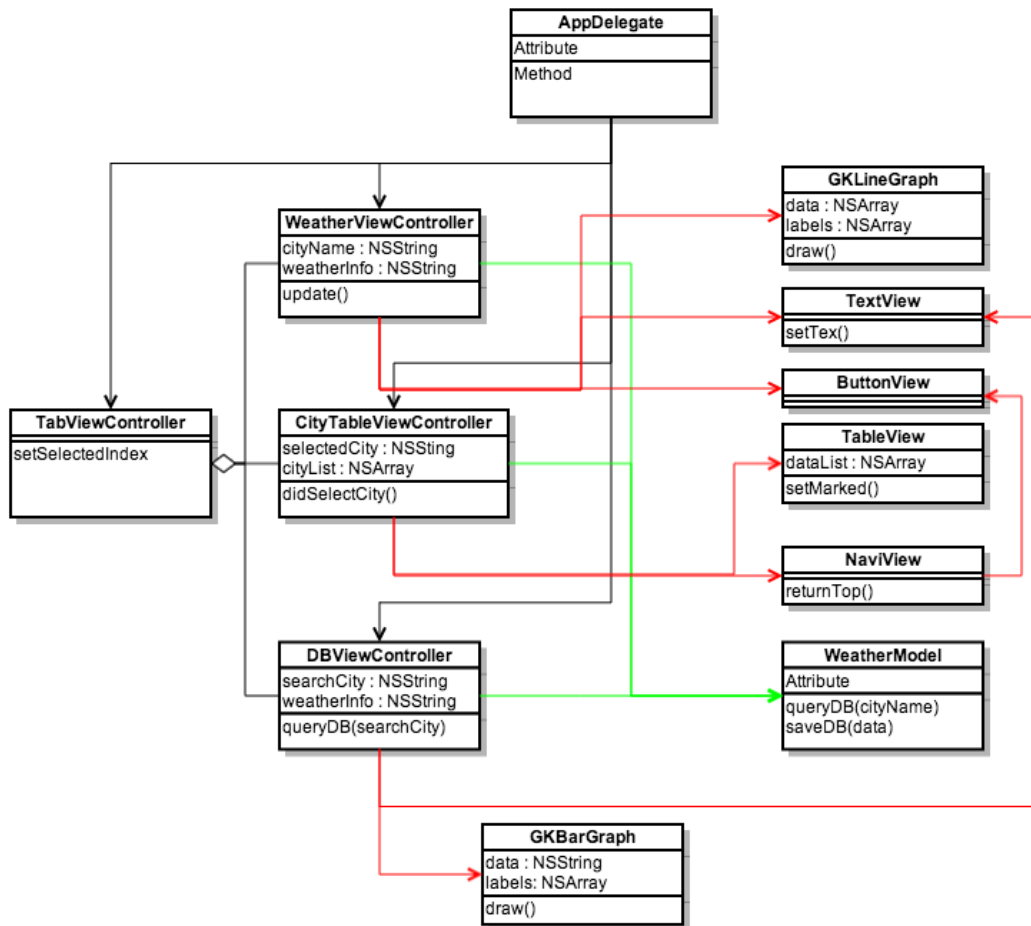 AppDelegate
Attribute
Method
WeatherViewController
cityName : NSString
weatherInfo : NSString
update()
GKLineGraph
data : NSArray
labels : NSArray
draw()
TextView
setTex()
ButtonView
TabViewController
setSelectedIndex
CityTableViewController
selectedCity : NSSting
cityList : NSArray
didSelectCity()
TableView
dataList : NSArray
setMarked()
NaviView
returnTop()
DBViewController
searchCity : NSString
weatherInfo : NSString
queryDB(searchCity)
WeatherModel
Attribute
queryDB(cityName)
saveDB(data)
GKBarGraph
data : NSString
labels: NSArray
draw()